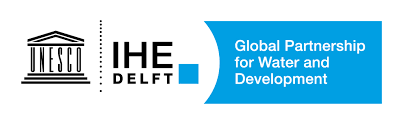 UNESCO
IHE
DELFT
Global Partnership
for Water and
Development